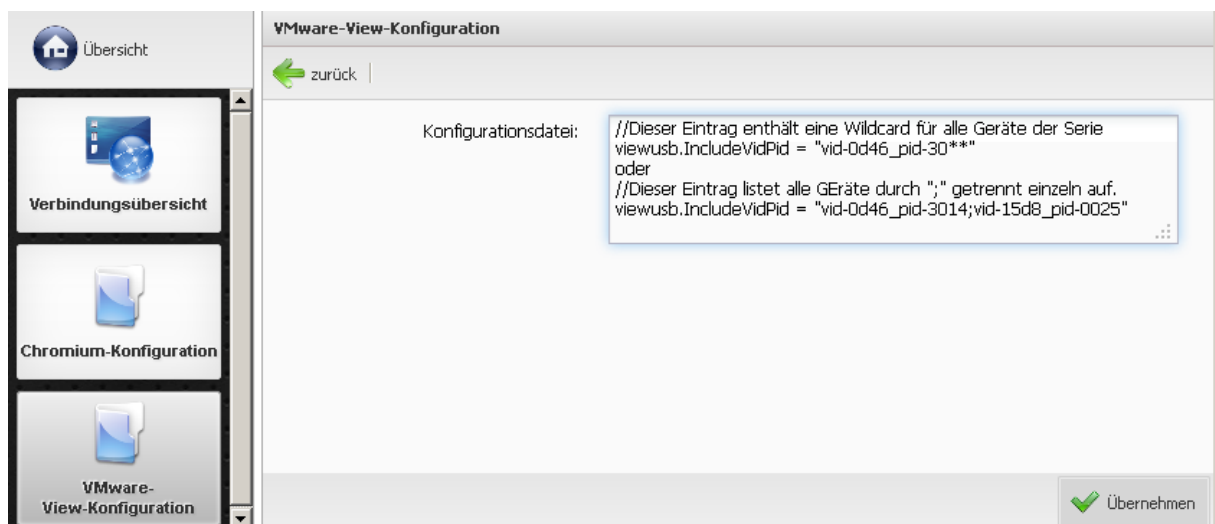 Übersicht
Verbindungsübersicht
Chromium-Konfiguration
VMware-
View-Konfiguration
VMware-View-Konfiguration
zurück
Konfigurationsdatei:
//Dieser Eintrag enthält eine Wildcard für alle Geräte der Serie
viewusb.IncludeVidPid = "vid-0d46_pid-30**"
oder
//Dieser Eintrag listet alle GEräte durch ";" getrennt einzeln auf.
viewusb.IncludeVidPid = "vid-0d46_pid-3014;vid-15d8_pid-0025"
Übernehmen